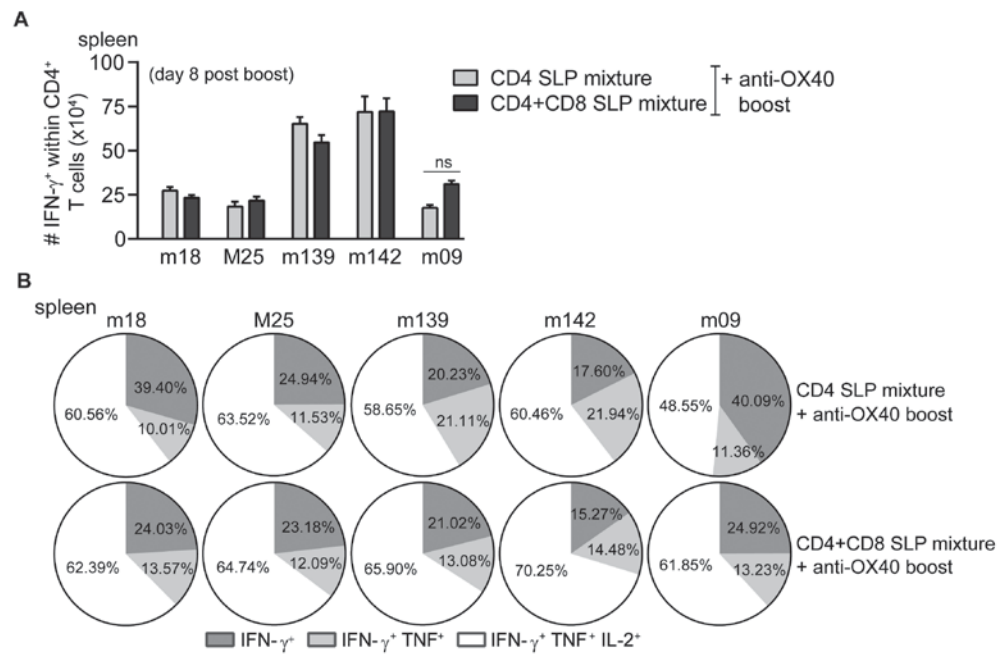 A
spleen
100
75
50
25
0
# IFN-γ⁺ within CD4⁺
T cells (x10⁴)
(day 8 post boost)
ns
m18 M25 m139 m142 m09
CD4 SLP mixture
CD4+CD8 SLP mixture
+ anti-OX40
boost
B
spleen
m18 M25 m139 m142 m09
39.40% 10.01% 60.56%
24.94% 11.53% 63.52%
20.23% 21.11% 58.65%
17.60% 21.94% 60.46%
40.09% 11.36% 48.55%
CD4 SLP mixture
+ anti-OX40 boost
24.03% 13.57% 62.39%
23.18% 12.09% 64.74%
21.02% 13.08% 65.90%
15.27% 14.48% 70.25%
24.92% 13.23% 61.85%
CD4+CD8 SLP mixture
+ anti-OX40 boost
IFN-γ⁺ IFN-γ⁺ TNF⁺ IFN-γ⁺ TNF⁺ IL-2⁺